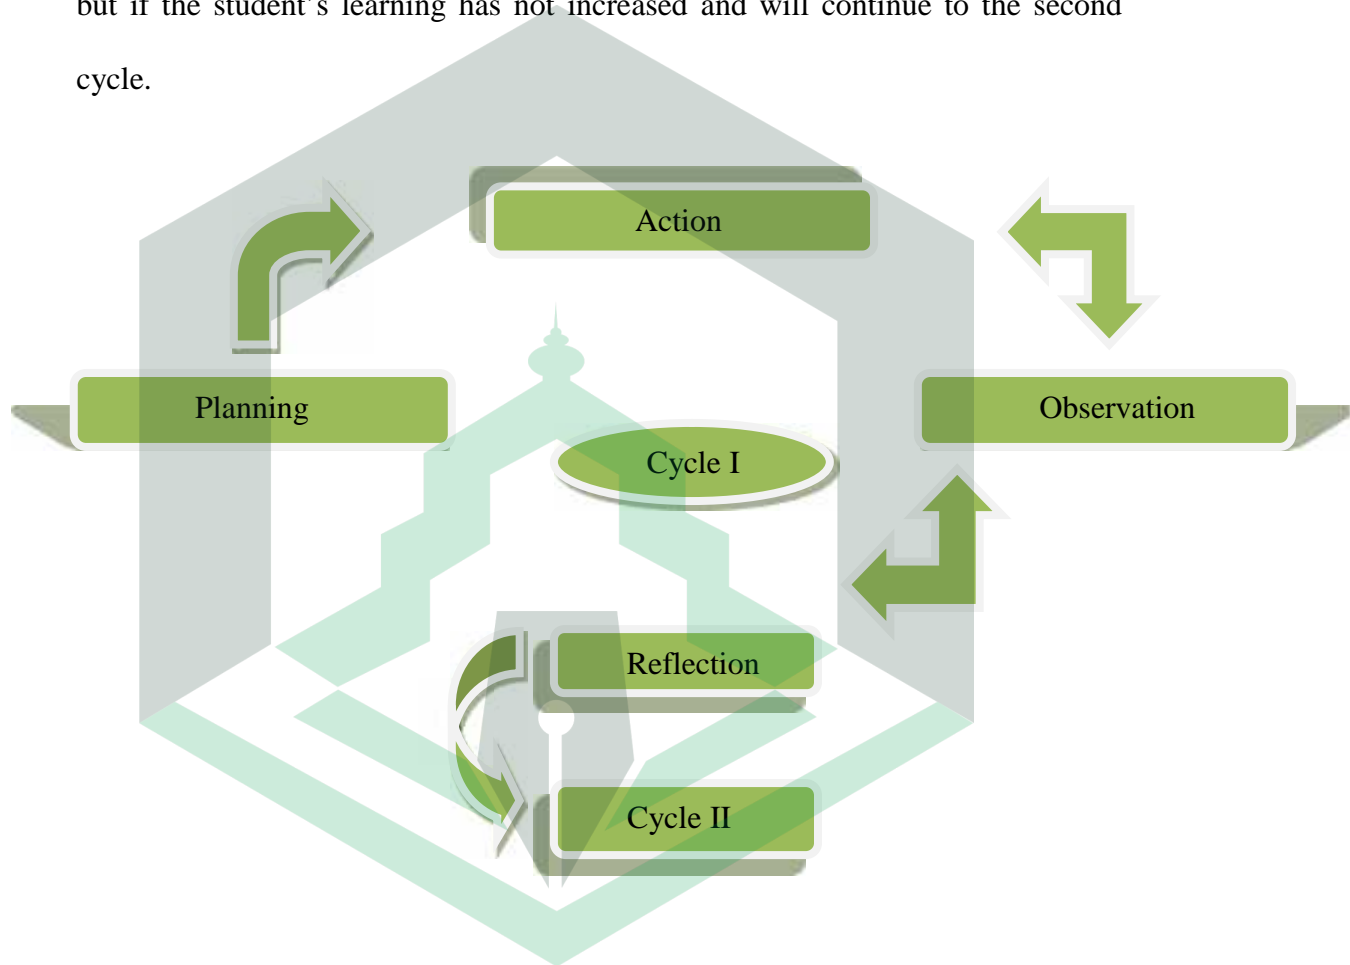 but if the student’s learning has not increased and will continue to the second
cycle.
Action
Planning
Observation
Cycle I
Reflection
Cycle II